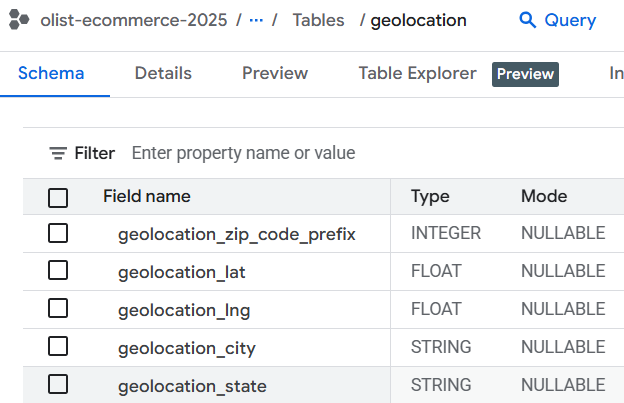 olist-ecommerce-2025 / ··· / Tables / geolocation Query
Schema Details Preview Table Explorer Preview In
Filter Enter property name or value
Field name Type Mode
geolocation_zip_code_prefix INTEGER NULLABLE
geolocation_lat FLOAT NULLABLE
geolocation_lng FLOAT NULLABLE
geolocation_city STRING NULLABLE
geolocation_state STRING NULLABLE